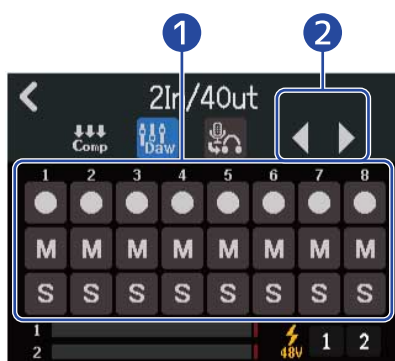 1 2
2In/4Out
Comp Daw
1 2 3 4 5 6 7 8
M M M M M M M M
S S S S S S S S
1
2 48V 1 2